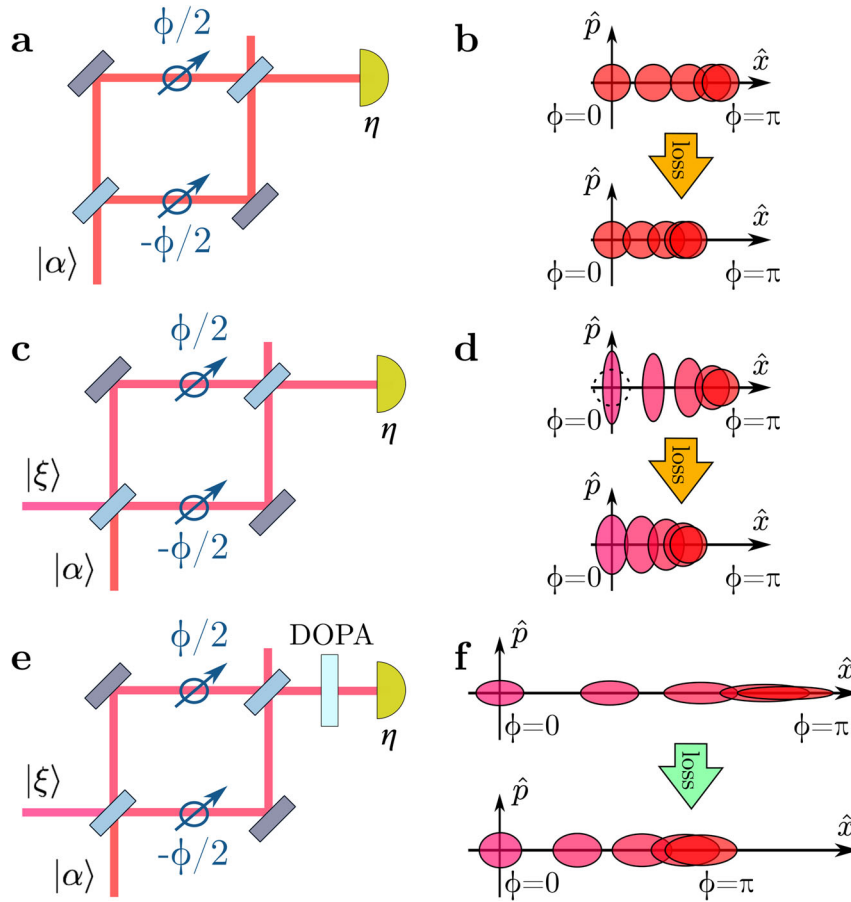 a
ϕ/2
-ϕ/2
|α⟩
η
b
p̂
x̂
ϕ=0
ϕ=π
loss
p̂
x̂
ϕ=0
ϕ=π
c
ϕ/2
-ϕ/2
|ξ⟩
|α⟩
η
d
p̂
x̂
ϕ=0
ϕ=π
loss
p̂
x̂
ϕ=0
ϕ=π
e
ϕ/2
DOPA
-ϕ/2
|ξ⟩
|α⟩
η
f
p̂
x̂
ϕ=0
ϕ=π
loss
p̂
x̂
ϕ=0
ϕ=π